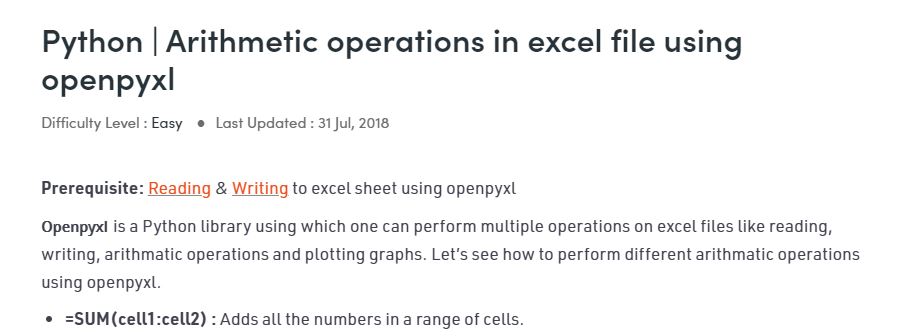 Python | Arithmetic operations in excel file using
openpyxl
Difficulty Level : Easy ● Last Updated : 31 Jul, 2018
Prerequisite: Reading & Writing to excel sheet using openpyxl
Openpyxl is a Python library using which one can perform multiple operations on excel files like reading,
writing, arithmatic operations and plotting graphs. Let's see how to perform different arithmatic operations
using openpyxl.
• =SUM(cell1:cell2) : Adds all the numbers in a range of cells.